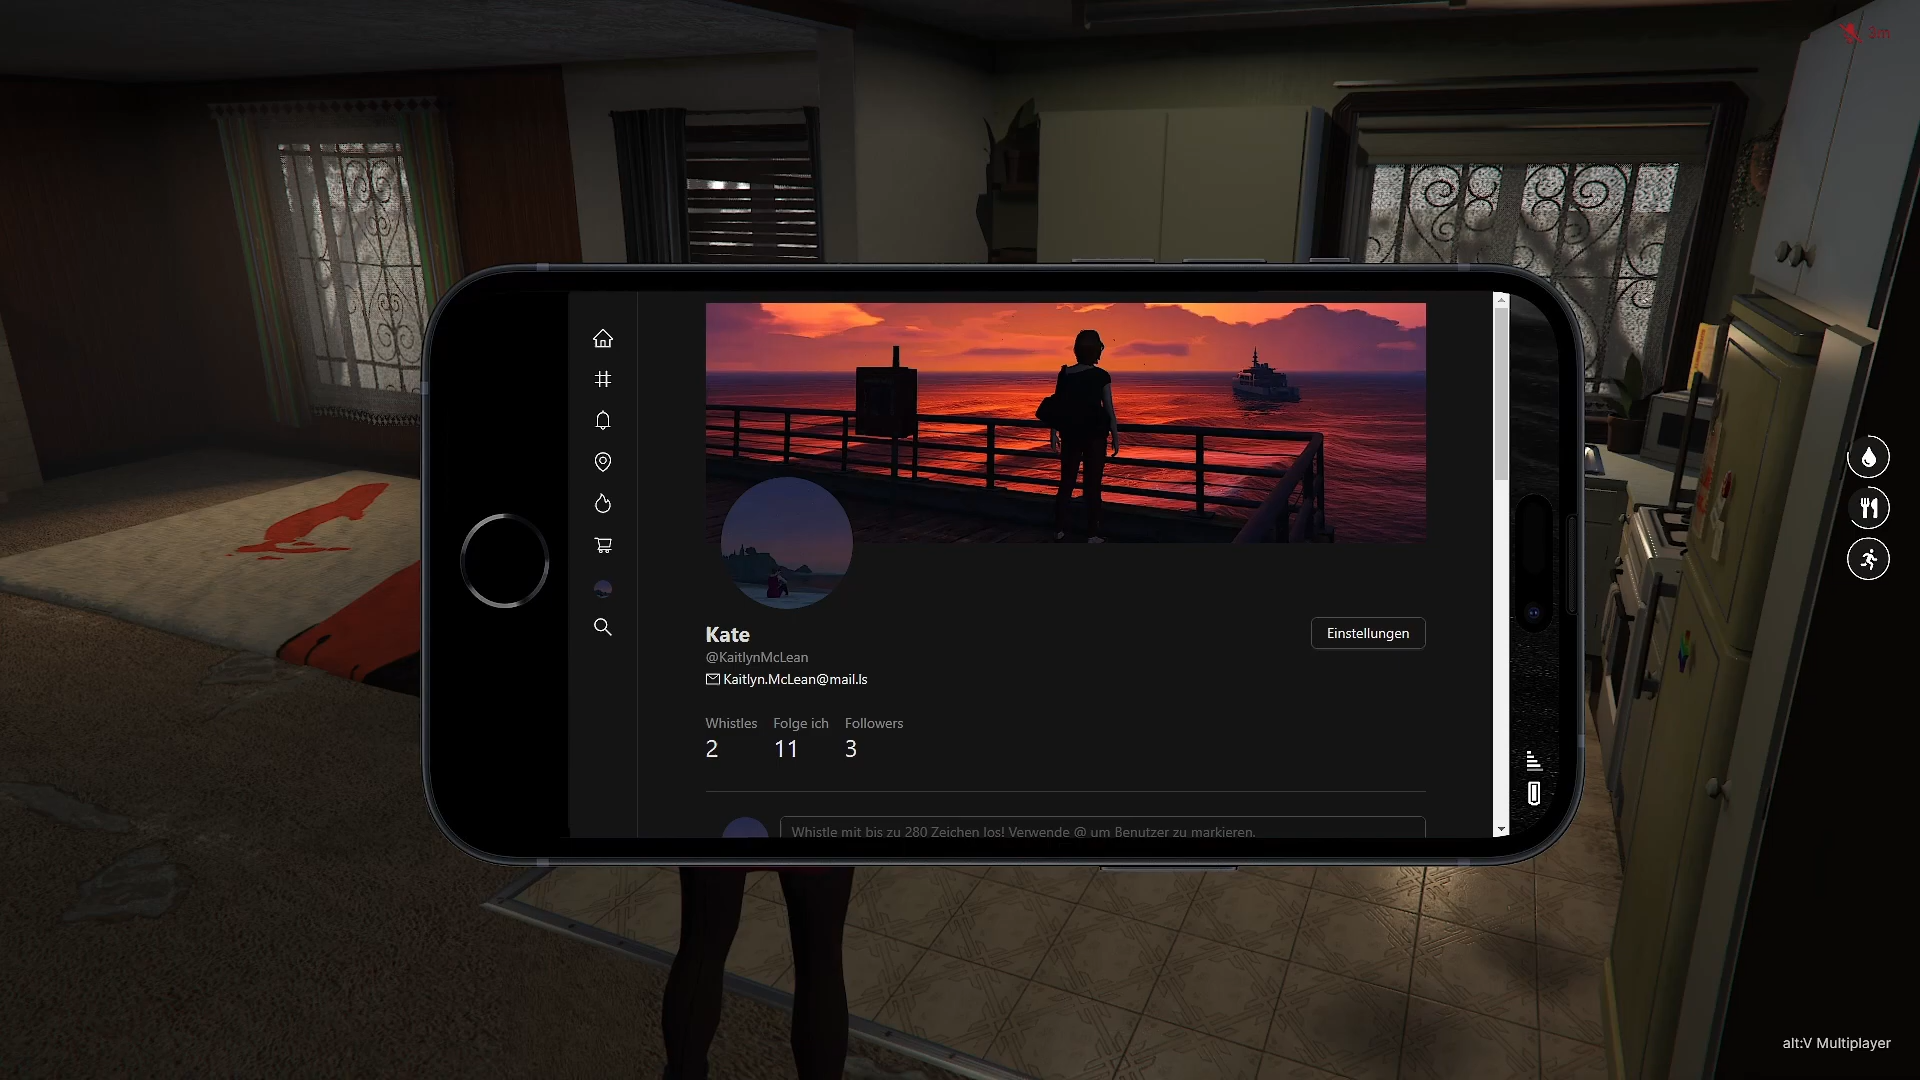 3m
Kate
Einstellungen
@KaitlynMcLean
Kaitlyn.McLean@mail.ls
Whistles Folge ich Followers
2 11 3
Whistle mit bis zu 280 Zeichen los! Verwende @ um Benutzer zu markieren.
alt:V Multiplayer